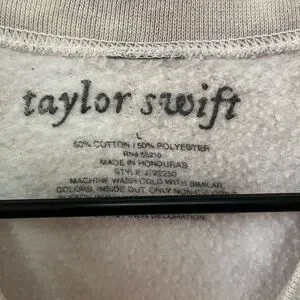 taylor swift
L
50% COTTON / 50% POLYESTER
RN# 55219
MADE IN HONDURAS
STYLE
MACHINE WASH COLD WITH SIMILAR
COLORS, INSIDE OUT. ONLY NON-CHLORINE
DECORATION.